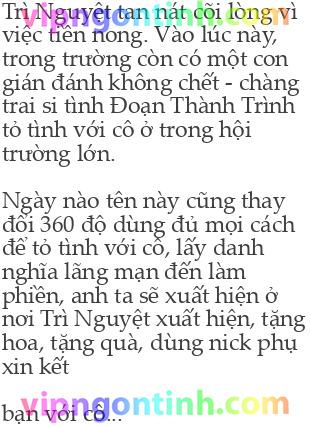 vipngontinh.com
Trì Nguyệt tan nát cõi lòng vì
việc tiền nong. Vào lúc này,
trong trường còn có một con
gián đánh không chết - chàng
trai si tình Đoạn Thành Trình
tỏ tình với cô ở trong hội
trường lớn.

Ngày nào tên này cũng thay
đổi 360 độ dùng đủ mọi cách
để tỏ tình với cô, lấy danh
nghĩa lãng mạn đến làm
phiền, anh ta sẽ xuất hiện ở
nơi Trì Nguyệt xuất hiện, tặng
hoa, tặng quà, dùng nick phụ
xin kết
vipngontinh.com
bạn với cô...